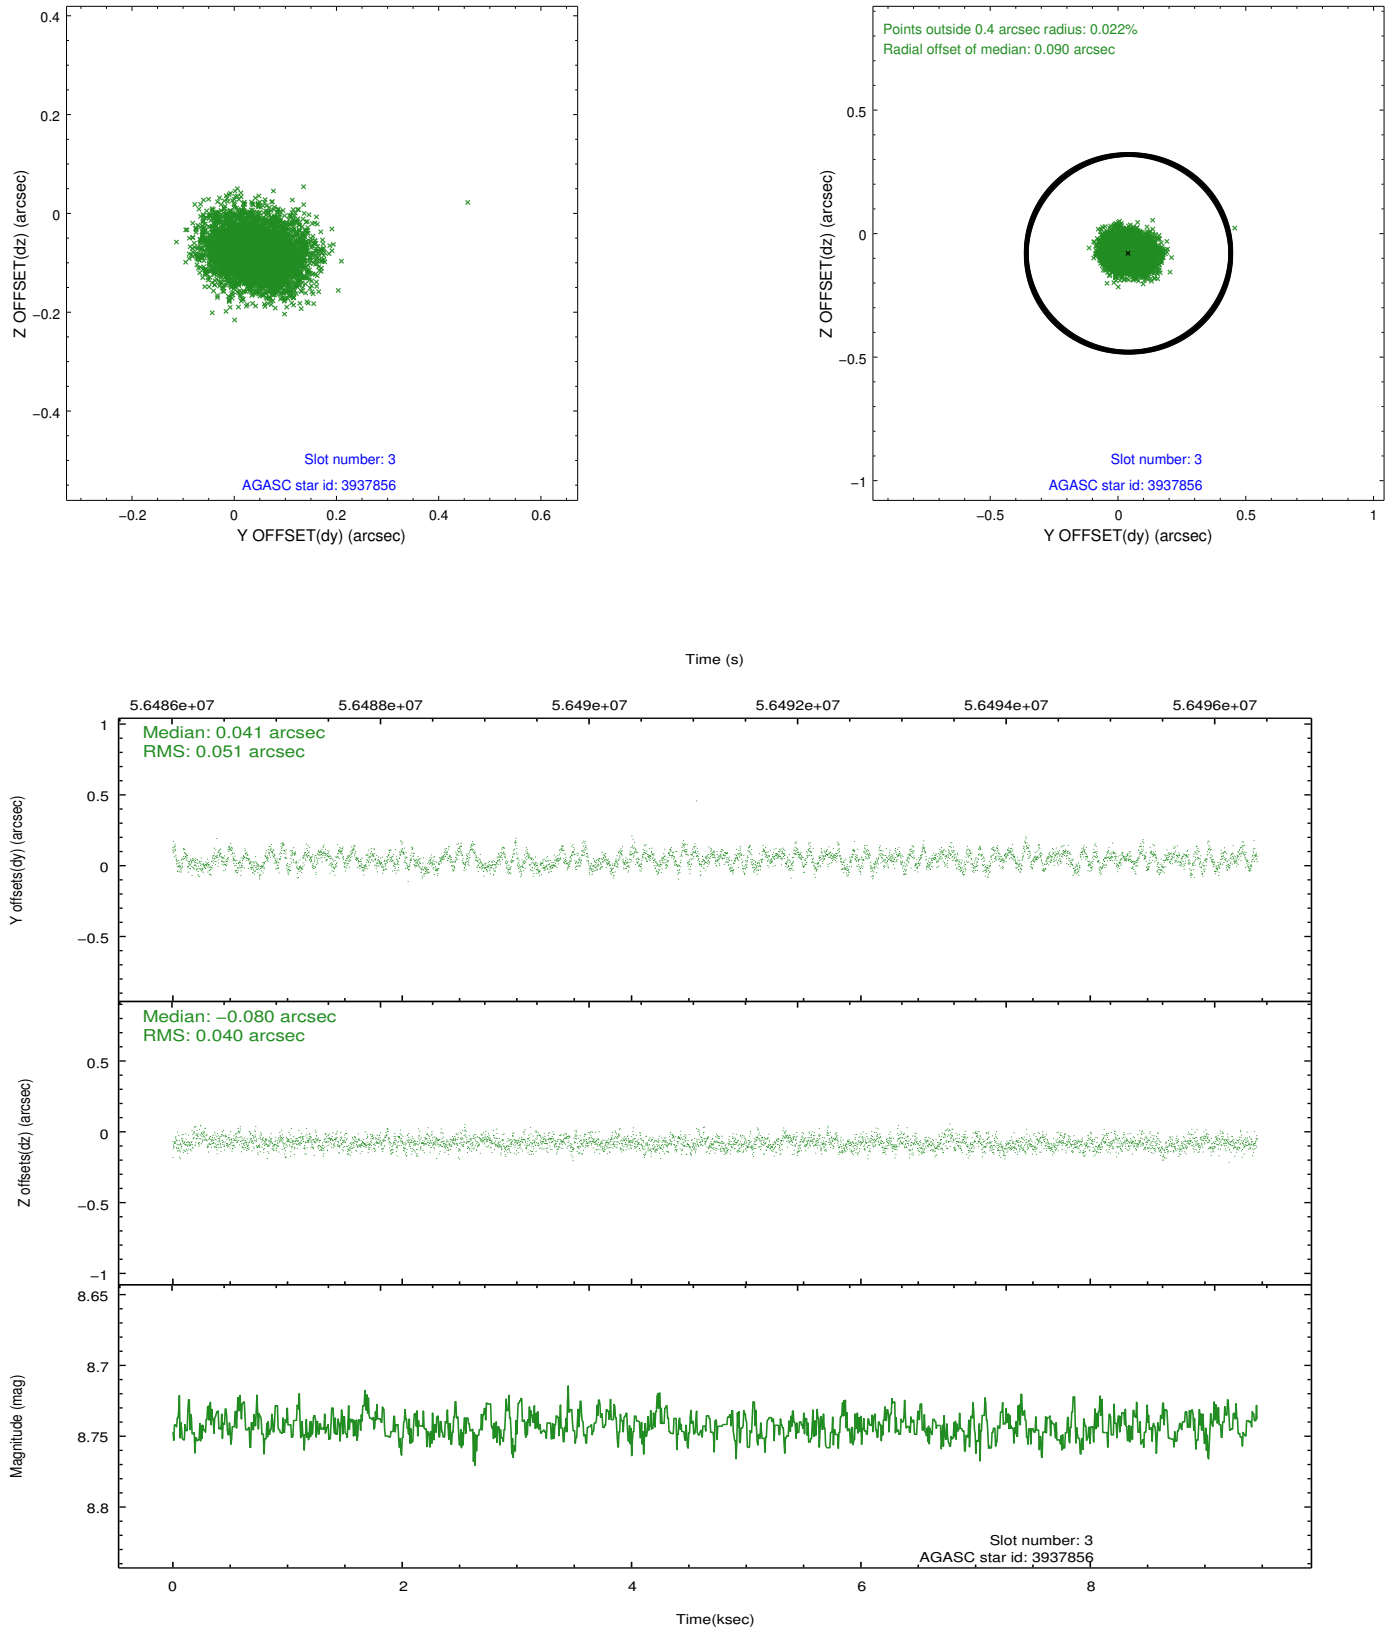 0.4
0.2
0
−0.2
−0.4
Z OFFSET(dz) (arcsec)
Slot number: 3
AGASC star id: 3937856
−0.2 0 0.2 0.4 0.6
Y OFFSET(dy) (arcsec)
Points outside 0.4 arcsec radius: 0.022%
Radial offset of median: 0.090 arcsec
0.5
0
−0.5
−1
Z OFFSET(dz) (arcsec)
Slot number: 3
AGASC star id: 3937856
−0.5 0 0.5 1
Y OFFSET(dy) (arcsec)
Time (s)
5.6486e+07 5.6488e+07 5.649e+07 5.6492e+07 5.6494e+07 5.6496e+07
Median: 0.041 arcsec
RMS: 0.051 arcsec
1
0.5
0
−0.5
Y offsets(dy) (arcsec)
Median: −0.080 arcsec
RMS: 0.040 arcsec
0.5
0
−0.5
−1
Z offsets(dz) (arcsec)
8.65
8.7
8.75
8.8
Magnitude (mag)
Slot number: 3
AGASC star id: 3937856
0 2 4 6 8
Time(ksec)